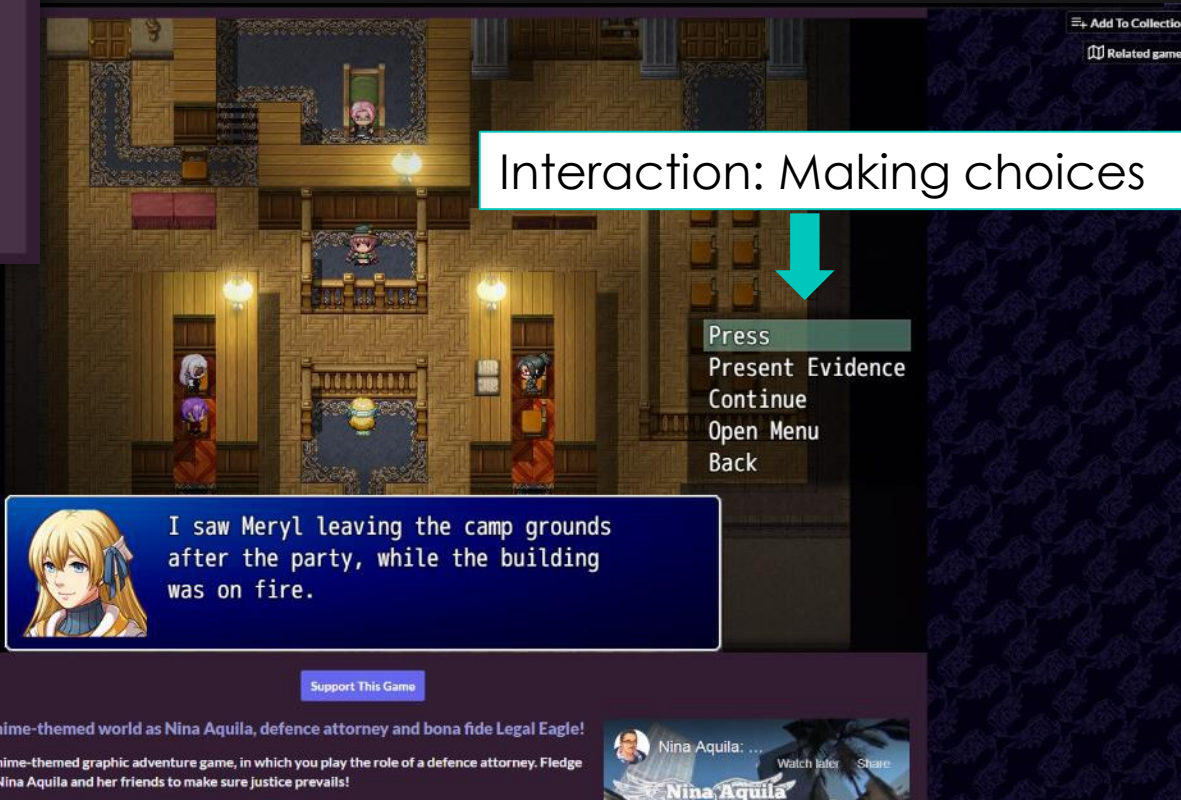 Add To Collectio
Related game
Interaction: Making choices
Press
Present Evidence
Continue
Open Menu
Back
I saw Meryl leaving the camp grounds
after the party, while the building
was on fire.
Support This Game
nime-themed world as Nina Aquila, defence attorney and bona fide Legal Eagle!
nime-themed graphic adventure game, in which you play the role of a defence attorney. Fledge
Nina Aquila and her friends to make sure justice prevails!
Nina Aquila: ...
Watch later Share
Nina Aquila